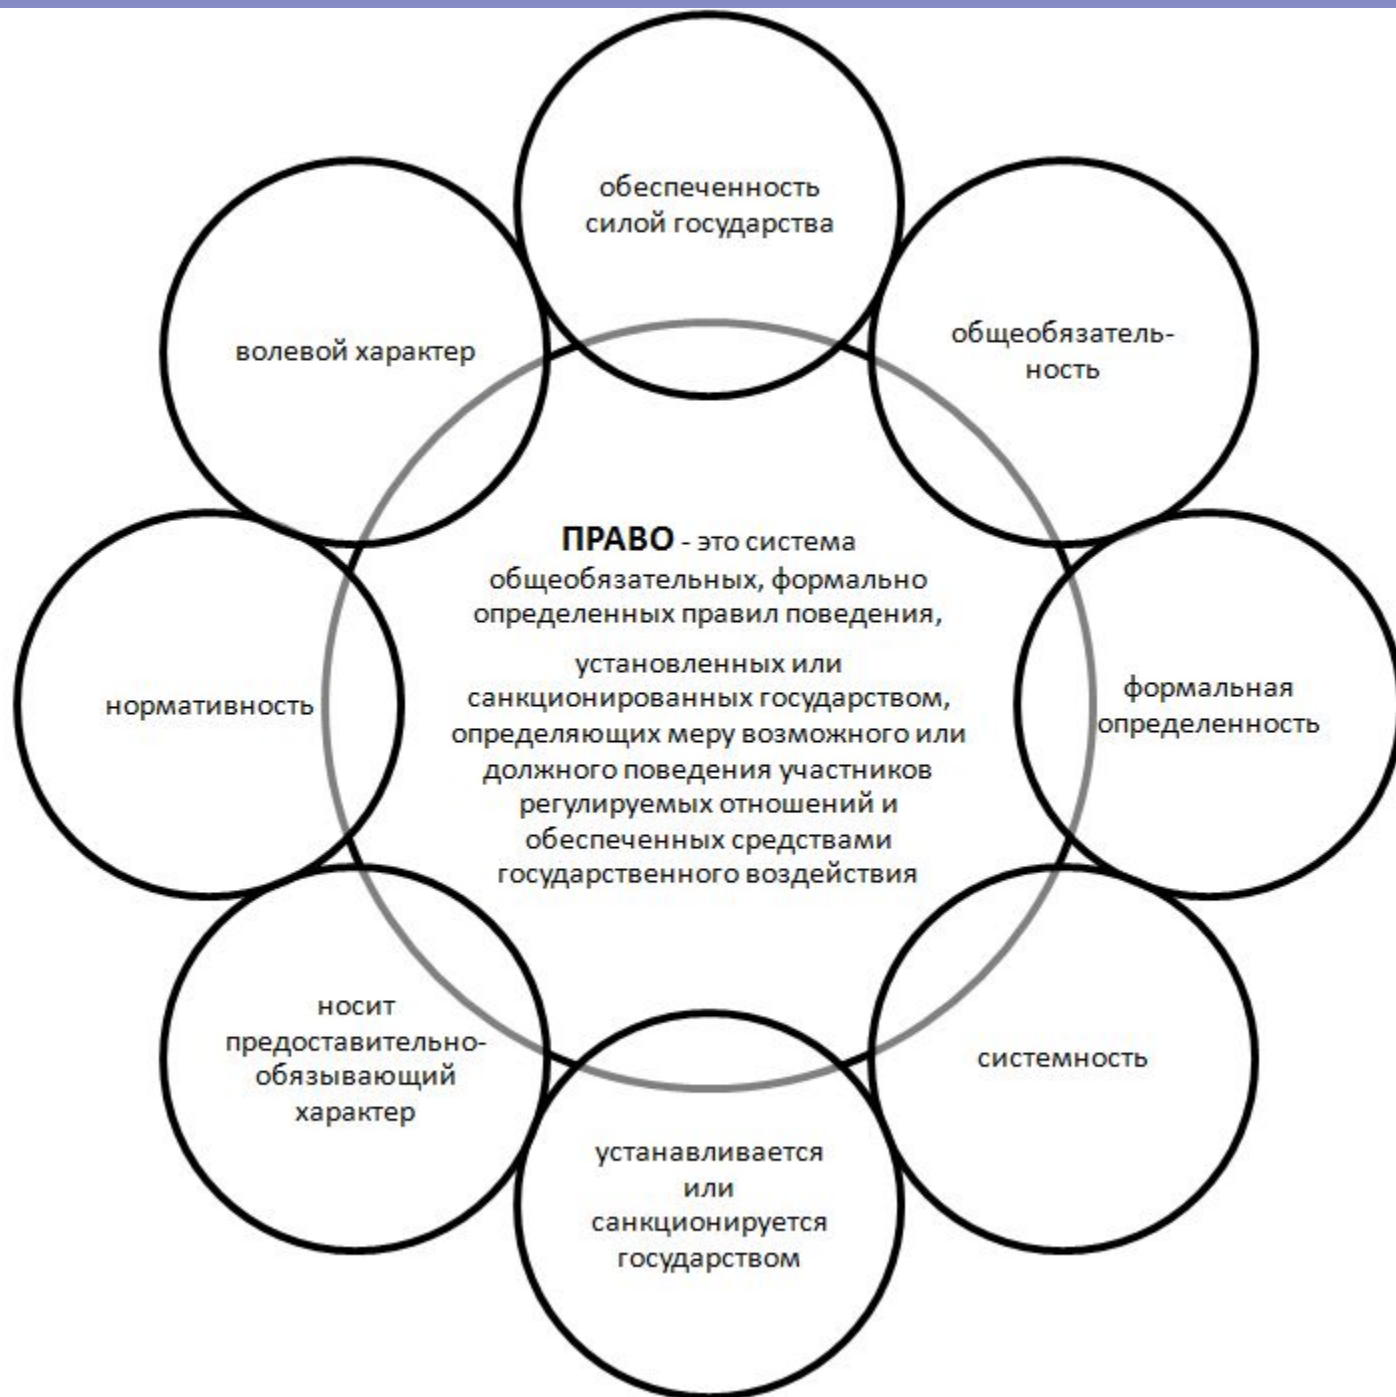 обеспеченность
силой государства
общеобязатель-
ность
волевой характер
ПРАВО - это система
общеобязательных, формально
определенных правил поведения,
установленных или
санкционированных государством,
определяющих меру возможного или
должного поведения участников
регулируемых отношений и
обеспеченных средствами
государственного воздействия
нормативность
формальная
определенность
носит
предоставительно-
обязывающий
характер
системность
устанавливается
или
санкционируется
государством